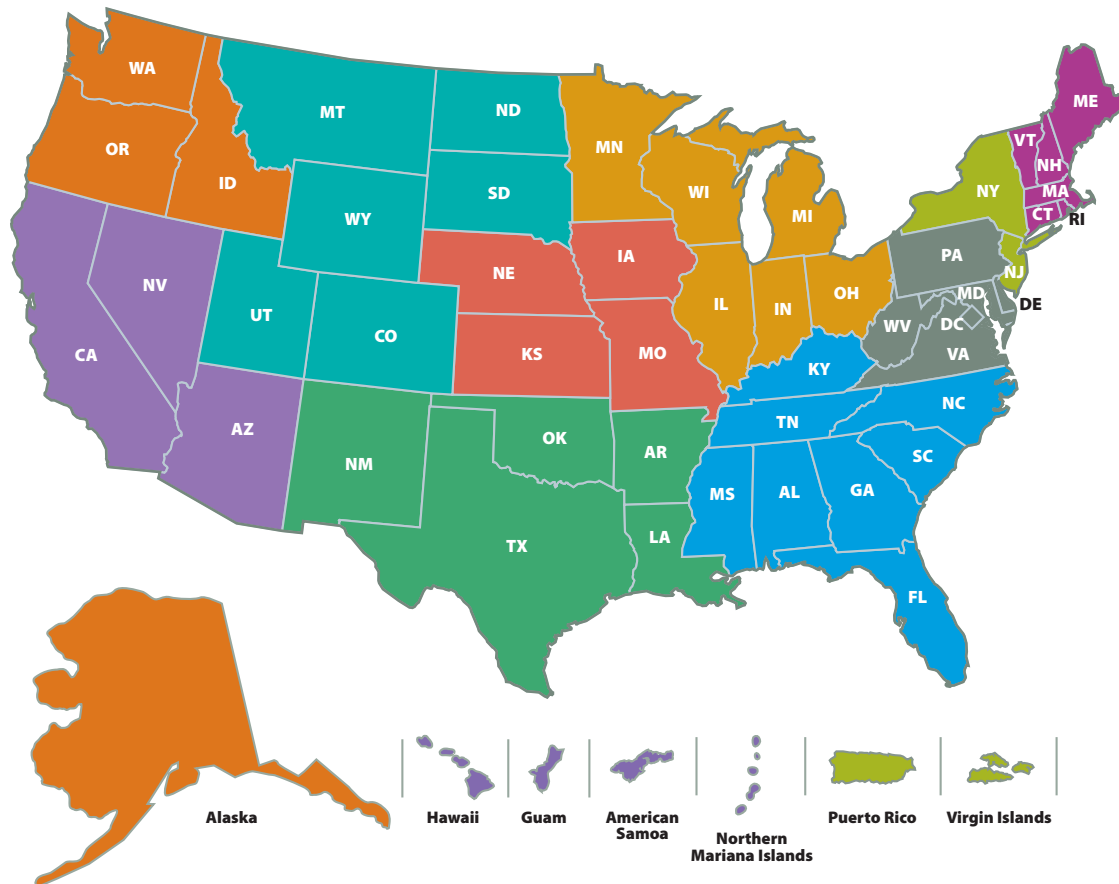 WA
MT
ND
ME
OR
MN
VT
NH
ID
SD
WI
NY
MA
WY
MI
CT
RI
IA
PA
NE
NJ
NV
OH
MD
UT
IL
IN
DE
CO
WV
DC
CA
KS
MO
VA
KY
NC
AZ
TN
OK
NM
AR
SC
MS
AL
GA
TX
LA
FL
Alaska
Hawaii
Guam
American
Samoa
Northern
Mariana Islands
Puerto Rico
Virgin Islands